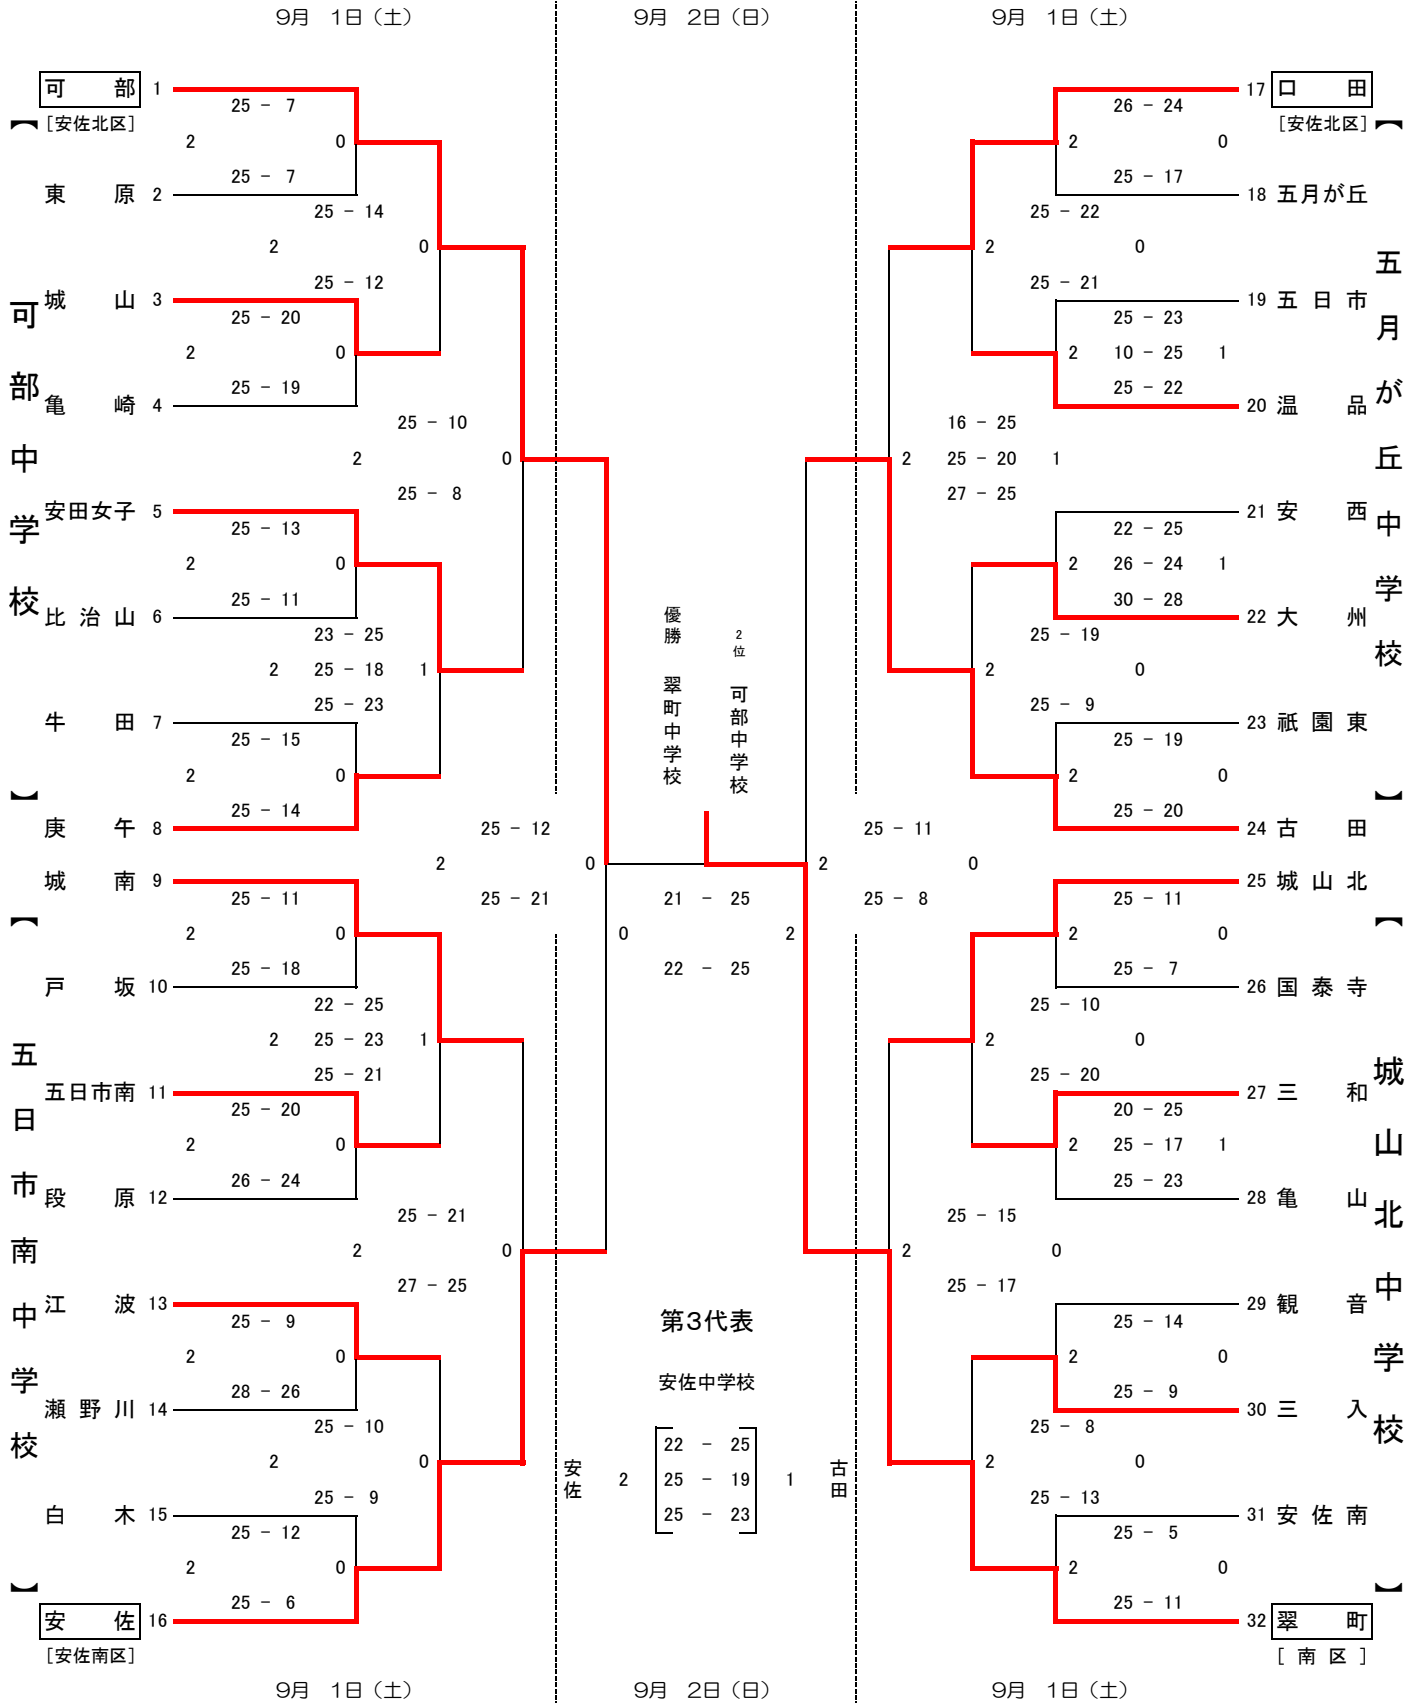 9月　1日（土）
9月　2日（日）
9月　1日（土）
【可部中学校】
可部 1
[安佐北区]
25 － 7
2 0
25 － 7
東原 2
25 － 14
2 0
25 － 12
城山 3
25 － 20
2 0
25 － 19
亀崎 4
25 － 10
2 0
25 － 8
安田女子 5
25 － 13
2 0
25 － 11
比治山 6
23 － 25
2 25 － 18 1
25 － 23
牛田 7
25 － 15
2 0
25 － 14
庚午 8
25 － 12
2 0
25 － 21
【五日市南中学校】
城南 9
25 － 11
2 0
25 － 18
戸坂 10
22 － 25
2 25 － 23 1
25 － 21
五日市南 11
25 － 20
2 0
26 － 24
段原 12
25 － 21
2 0
27 － 25
江波 13
25 － 9
2 0
28 － 26
瀬野川 14
25 － 10
2 0
25 － 9
白木 15
25 － 12
2 0
25 － 6
安佐 16
[安佐南区]
優勝　翠町中学校
2位　可部中学校
21 － 25
0 2
22 － 25
第3代表
安佐中学校
安佐 2
22 － 25
25 － 19
25 － 23
1 古田
【五月が丘中学校】
17 口田
[安佐北区]
26 － 24
2 0
25 － 17
18 五月が丘
25 － 22
2 0
25 － 21
19 五日市
25 － 23
2 10 － 25 1
25 － 22
20 温品
16 － 25
2 25 － 20 1
27 － 25
21 安西
22 － 25
2 26 － 24 1
30 － 28
22 大州
25 － 19
2 0
25 － 9
23 祇園東
25 － 19
2 0
25 － 20
24 古田
25 － 11
2 0
25 － 8
【城山北中学校】
25 城山北
25 － 11
2 0
25 － 7
26 国泰寺
25 － 10
2 0
25 － 20
27 三和
20 － 25
2 25 － 17 1
25 － 23
28 亀山
25 － 15
2 0
25 － 17
29 観音
25 － 14
2 0
25 － 9
30 三入
25 － 8
2 0
25 － 13
31 安佐南
25 － 5
2 0
25 － 11
32 翠町
[南区]
9月　1日（土）
9月　2日（日）
9月　1日（土）